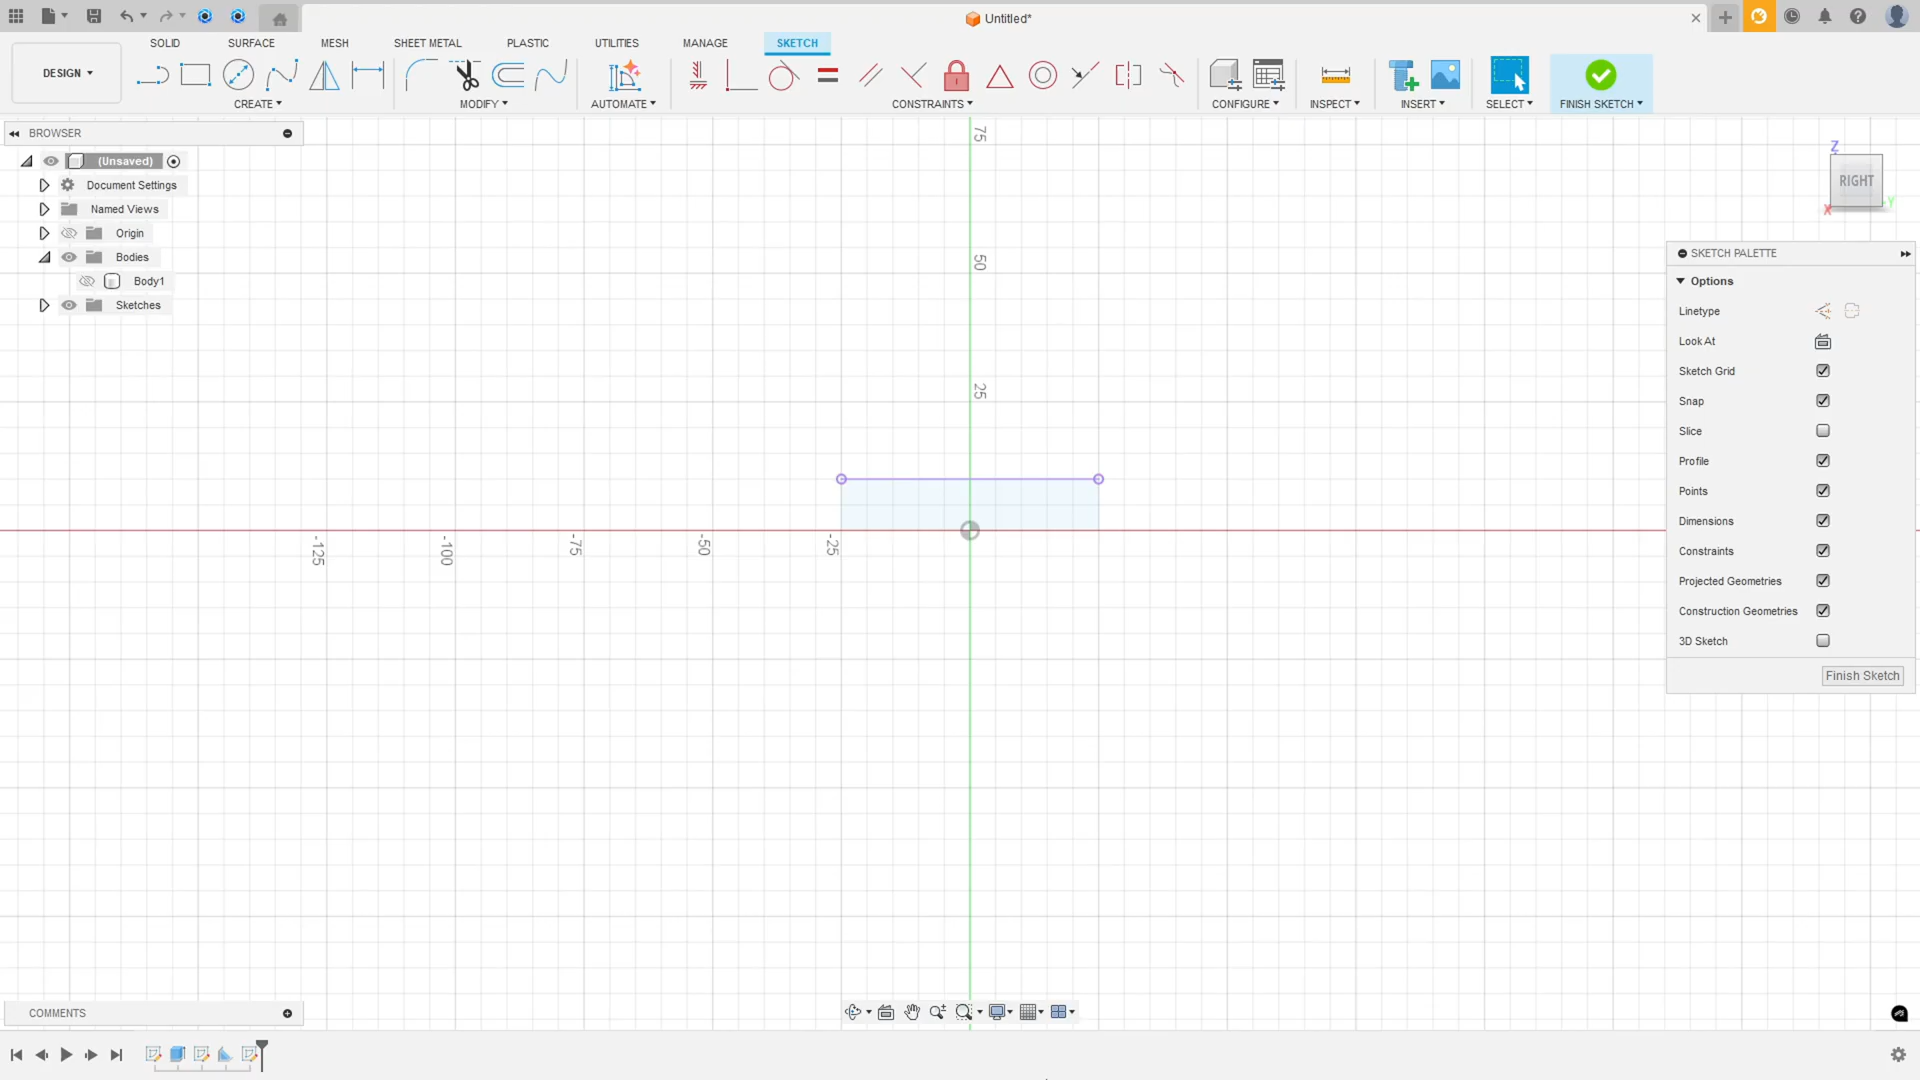 Untitled*
SOLID
SURFACE
MESH
SHEET METAL
PLASTIC
UTILITIES
MANAGE
SKETCH
DESIGN
CREATE
MODIFY
AUTOMATE
CONSTRAINTS
CONFIGURE
INSPECT
INSERT
SELECT
FINISH SKETCH
BROWSER
(Unsaved)
Document Settings
Named Views
Origin
Bodies
Body1
Sketches
75
50
25
-125
-100
-75
-50
-25
Z
RIGHT
X
Y
SKETCH PALETTE
Options
Linetype
Look At
Sketch Grid
Snap
Slice
Profile
Points
Dimensions
Constraints
Projected Geometries
Construction Geometries
3D Sketch
Finish Sketch
COMMENTS